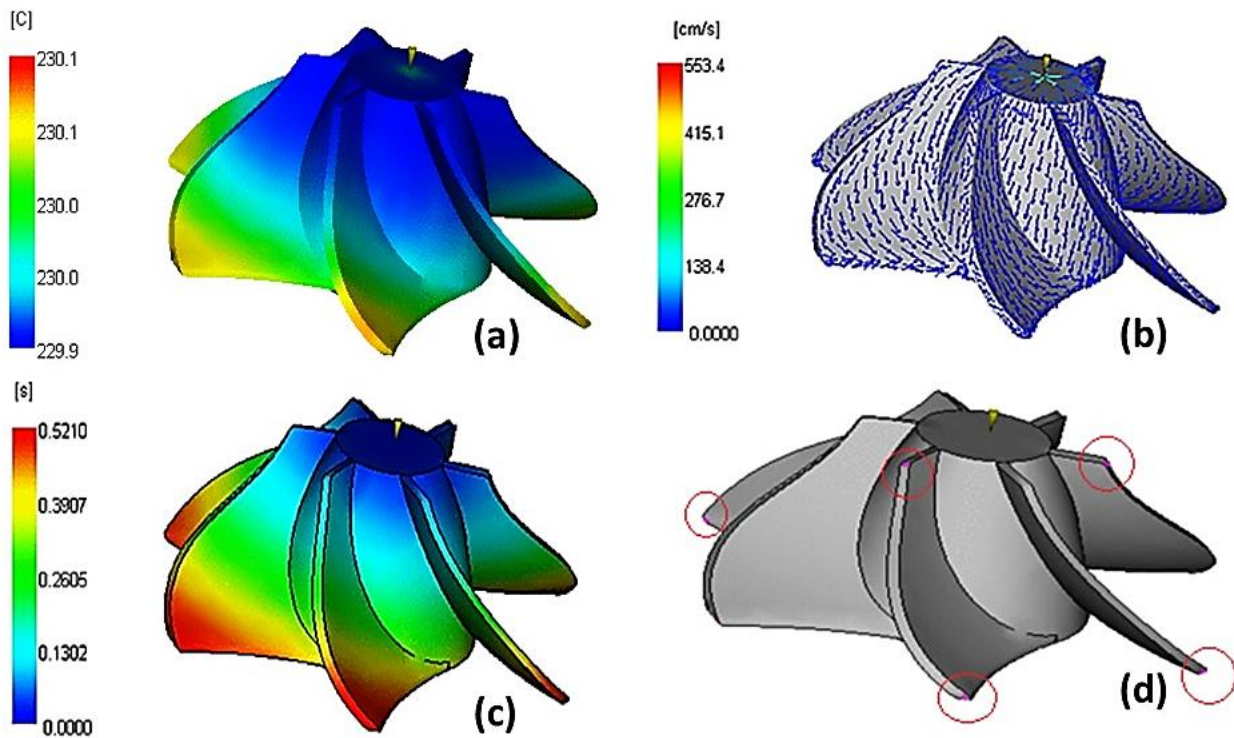 [C]
230.1
230.1
230.0
230.0
229.9
(a)
[cm/s]
553.4
415.1
276.7
138.4
0.0000
(b)
[s]
0.5210
0.3907
0.2605
0.1302
0.0000
(c)
(d)